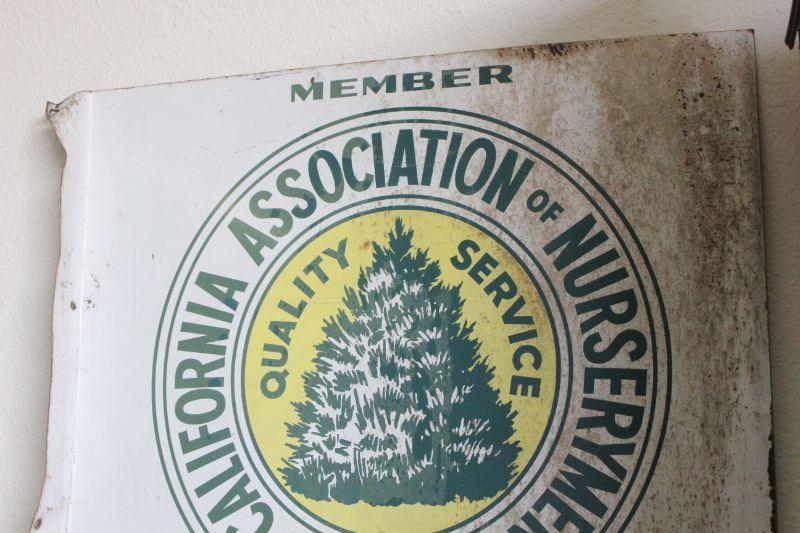 MEMBER
CALIFORNIA ASSOCIATION OF NURSERYMEN
QUALITY SERVICE